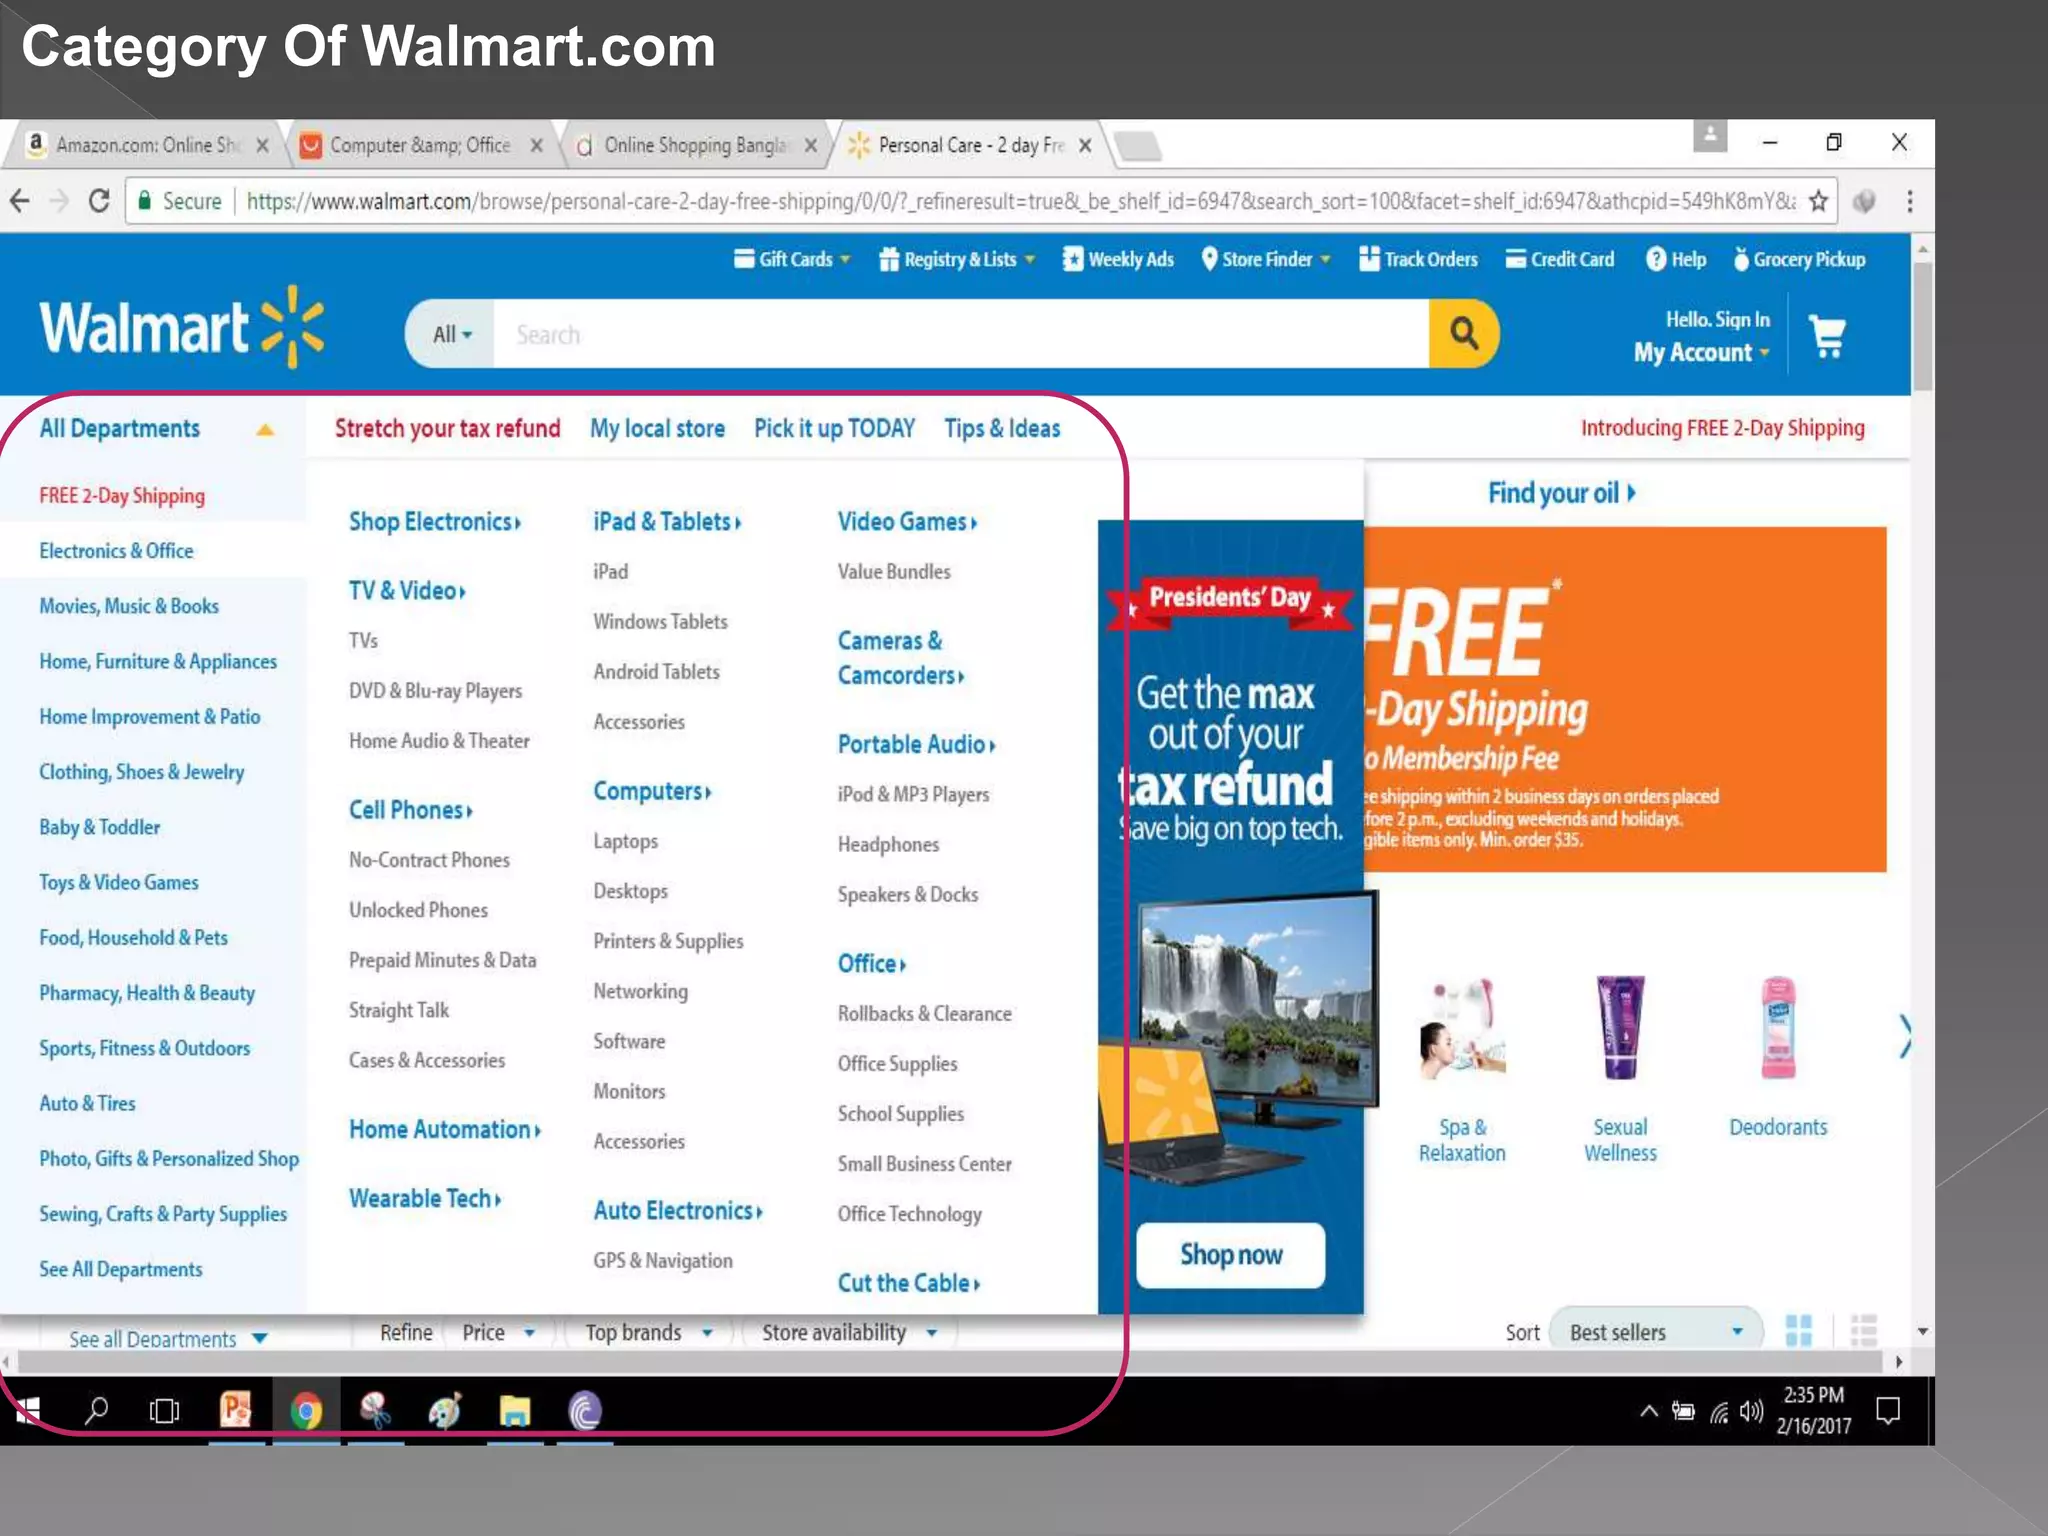 Category Of Walmart.com
Amazon.com: Online Sh
Computer &amp; Office
Online Shopping Bangla
Personal Care - 2 day Fre
Secure
https://www.walmart.com/browse/personal-care-2-day-free-shipping/0/0/?_refineresult=true&_be_shelf_id=6947&search_sort=100&facet=shelf_id:6947&athcpid=549hK8mY&
Gift Cards Registry & Lists Weekly Ads Store Finder Track Orders Credit Card Help Grocery Pickup
Walmart
All
Search
Hello. Sign In
My Account
All Departments
Stretch your tax refund My local store Pick it up TODAY Tips & Ideas
Introducing FREE 2-Day Shipping
FREE 2-Day Shipping
Electronics & Office
Movies, Music & Books
Home, Furniture & Appliances
Home Improvement & Patio
Clothing, Shoes & Jewelry
Baby & Toddler
Toys & Video Games
Food, Household & Pets
Pharmacy, Health & Beauty
Sports, Fitness & Outdoors
Auto & Tires
Photo, Gifts & Personalized Shop
Sewing, Crafts & Party Supplies
See All Departments
Shop Electronics
TV & Video
TVs
DVD & Blu-ray Players
Home Audio & Theater
Cell Phones
No-Contract Phones
Unlocked Phones
Prepaid Minutes & Data
Straight Talk
Cases & Accessories
Home Automation
Wearable Tech
iPad & Tablets
iPad
Windows Tablets
Android Tablets
Accessories
Computers
Laptops
Desktops
Printers & Supplies
Networking
Software
Monitors
Accessories
Auto Electronics
GPS & Navigation
Video Games
Value Bundles
Cameras &
Camcorders
Portable Audio
iPod & MP3 Players
Headphones
Speakers & Docks
Office
Rollbacks & Clearance
Office Supplies
School Supplies
Small Business Center
Office Technology
Cut the Cable
Presidents' Day
Get the max
out of your
tax refund
Save big on top tech.
Shop now
Find your oil
FREE*
-Day Shipping
o Membership Fee
ee shipping within 2 business days on orders placed
fore 2 p.m., excluding weekends and holidays.
gible items only. Min. order $35.
Spa &
Relaxation
Sexual
Wellness
Deodorants
See all Departments
Refine Price Top brands Store availability
Sort Best sellers
2:35 PM
2/16/2017